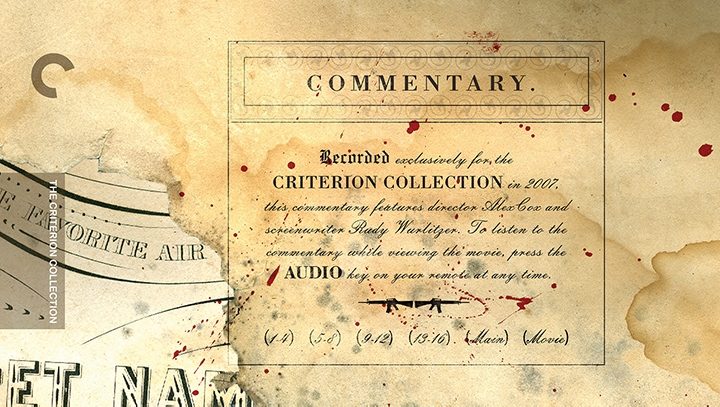 COMMENTARY.
Recorded exclusively for the
CRITERION COLLECTION in 2007,
this commentary features director Alex Cox and
screenwriter Rudy Wurlitzer. To listen to the
commentary while viewing the movie, press the
AUDIO key on your remote at any time.
(1-4) (5-8) (9-12) (13-16). (Main) (Movie)
THE CRITERION COLLECTION
E FAVORITE AIR
ET NAM